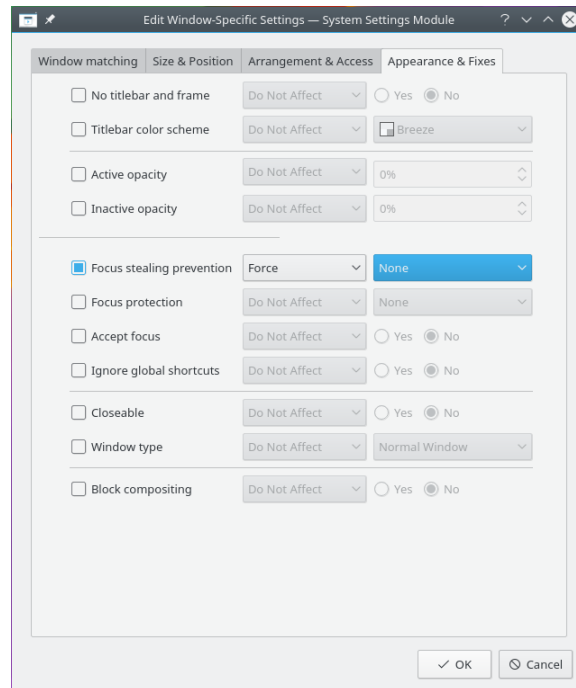 Edit Window-Specific Settings — System Settings Module ?
Window matching Size & Position Arrangement & Access Appearance & Fixes
No titlebar and frame Do Not Affect Yes No
Titlebar color scheme Do Not Affect Breeze
Active opacity Do Not Affect 0%
Inactive opacity Do Not Affect 0%
Focus stealing prevention Force None
Focus protection Do Not Affect None
Accept focus Do Not Affect Yes No
Ignore global shortcuts Do Not Affect Yes No
Closeable Do Not Affect Yes No
Window type Do Not Affect Normal Window
Block compositing Do Not Affect Yes No
OK Cancel